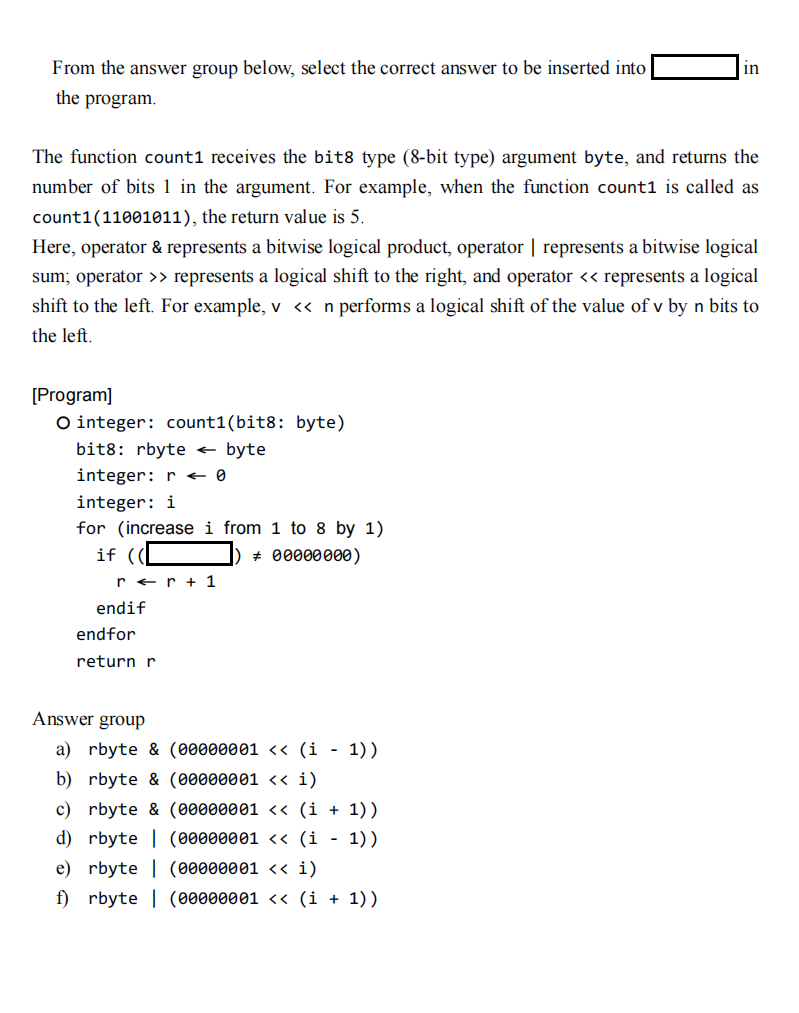 From the answer group below, select the correct answer to be inserted into in
the program.
The function count1 receives the bit8 type (8-bit type) argument byte, and returns the
number of bits 1 in the argument. For example, when the function count1 is called as
count1(11001011), the return value is 5.
Here, operator & represents a bitwise logical product, operator | represents a bitwise logical
sum; operator >> represents a logical shift to the right, and operator << represents a logical
shift to the left. For example, v << n performs a logical shift of the value of v by n bits to
the left.
[Program]
○ integer: count1(bit8: byte)
bit8: rbyte ← byte
integer: r ← 0
integer: i
for (increase i from 1 to 8 by 1)
if (( ) ≠ 00000000)
r ← r + 1
endif
endfor
return r
Answer group
a) rbyte & (00000001 << (i - 1))
b) rbyte & (00000001 << i)
c) rbyte & (00000001 << (i + 1))
d) rbyte | (00000001 << (i - 1))
e) rbyte | (00000001 << i)
f) rbyte | (00000001 << (i + 1))